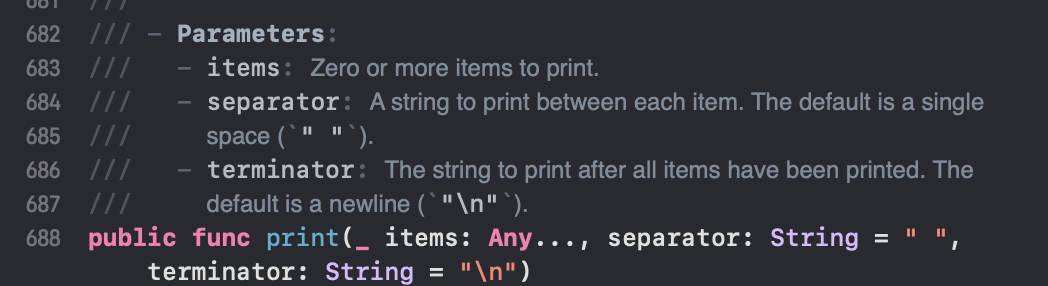 681 ///
682 /// - Parameters:
683 ///   - items: Zero or more items to print.
684 ///   - separator: A string to print between each item. The default is a single
685 ///     space (`" "`).
686 ///   - terminator: The string to print after all items have been printed. The
687 ///     default is a newline (`"\n"`).
688 public func print(_ items: Any..., separator: String = " ",
    terminator: String = "\n")